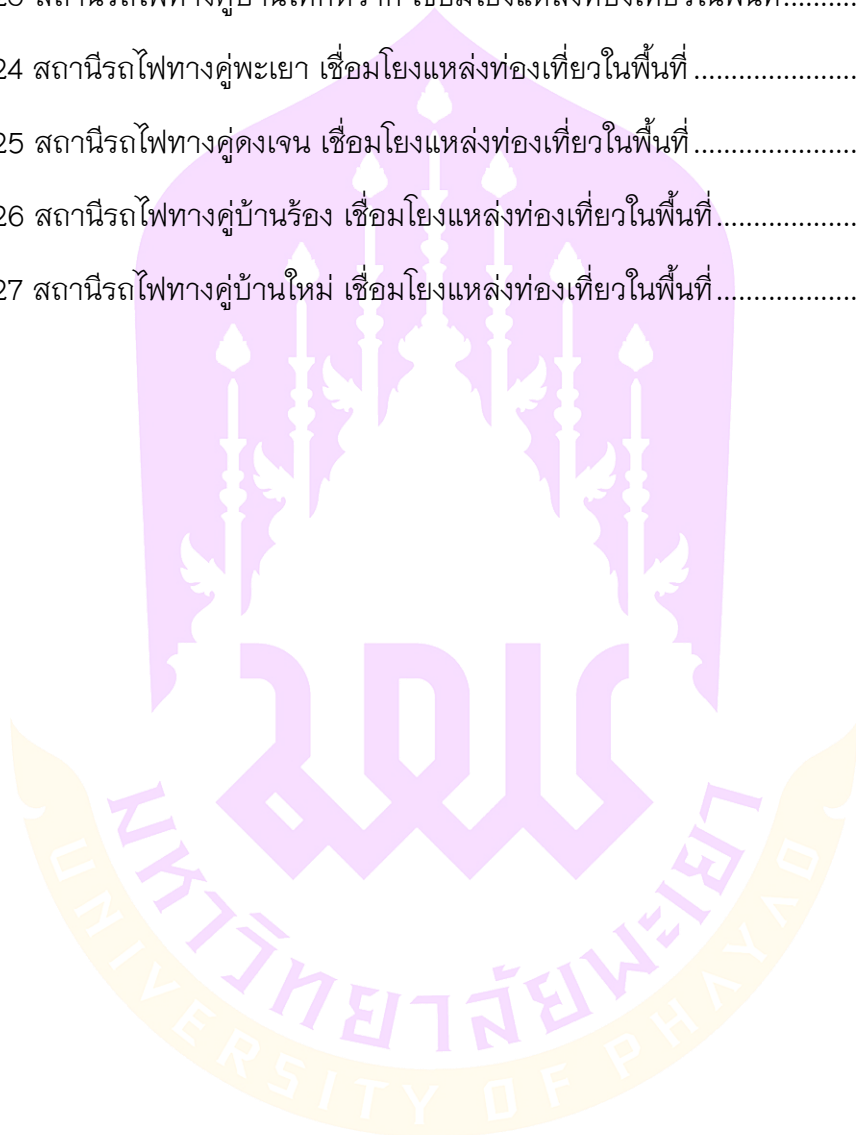 24 สถานีรถไฟทางคู่พะเยา เชื่อมโยงแหล่งท่องเที่ยวในพื้นที่ ......................
25 สถานีรถไฟทางคู่ดงเจน เชื่อมโยงแหล่งท่องเที่ยวในพื้นที่ ......................
26 สถานีรถไฟทางคู่บ้านร้อง เชื่อมโยงแหล่งท่องเที่ยวในพื้นที่ ...................
27 สถานีรถไฟทางคู่บ้านใหม่ เชื่อมโยงแหล่งท่องเที่ยวในพื้นที่ ...................
มหาวิทยาลัยพะเยา
UNIVERSITY OF PHAYAO